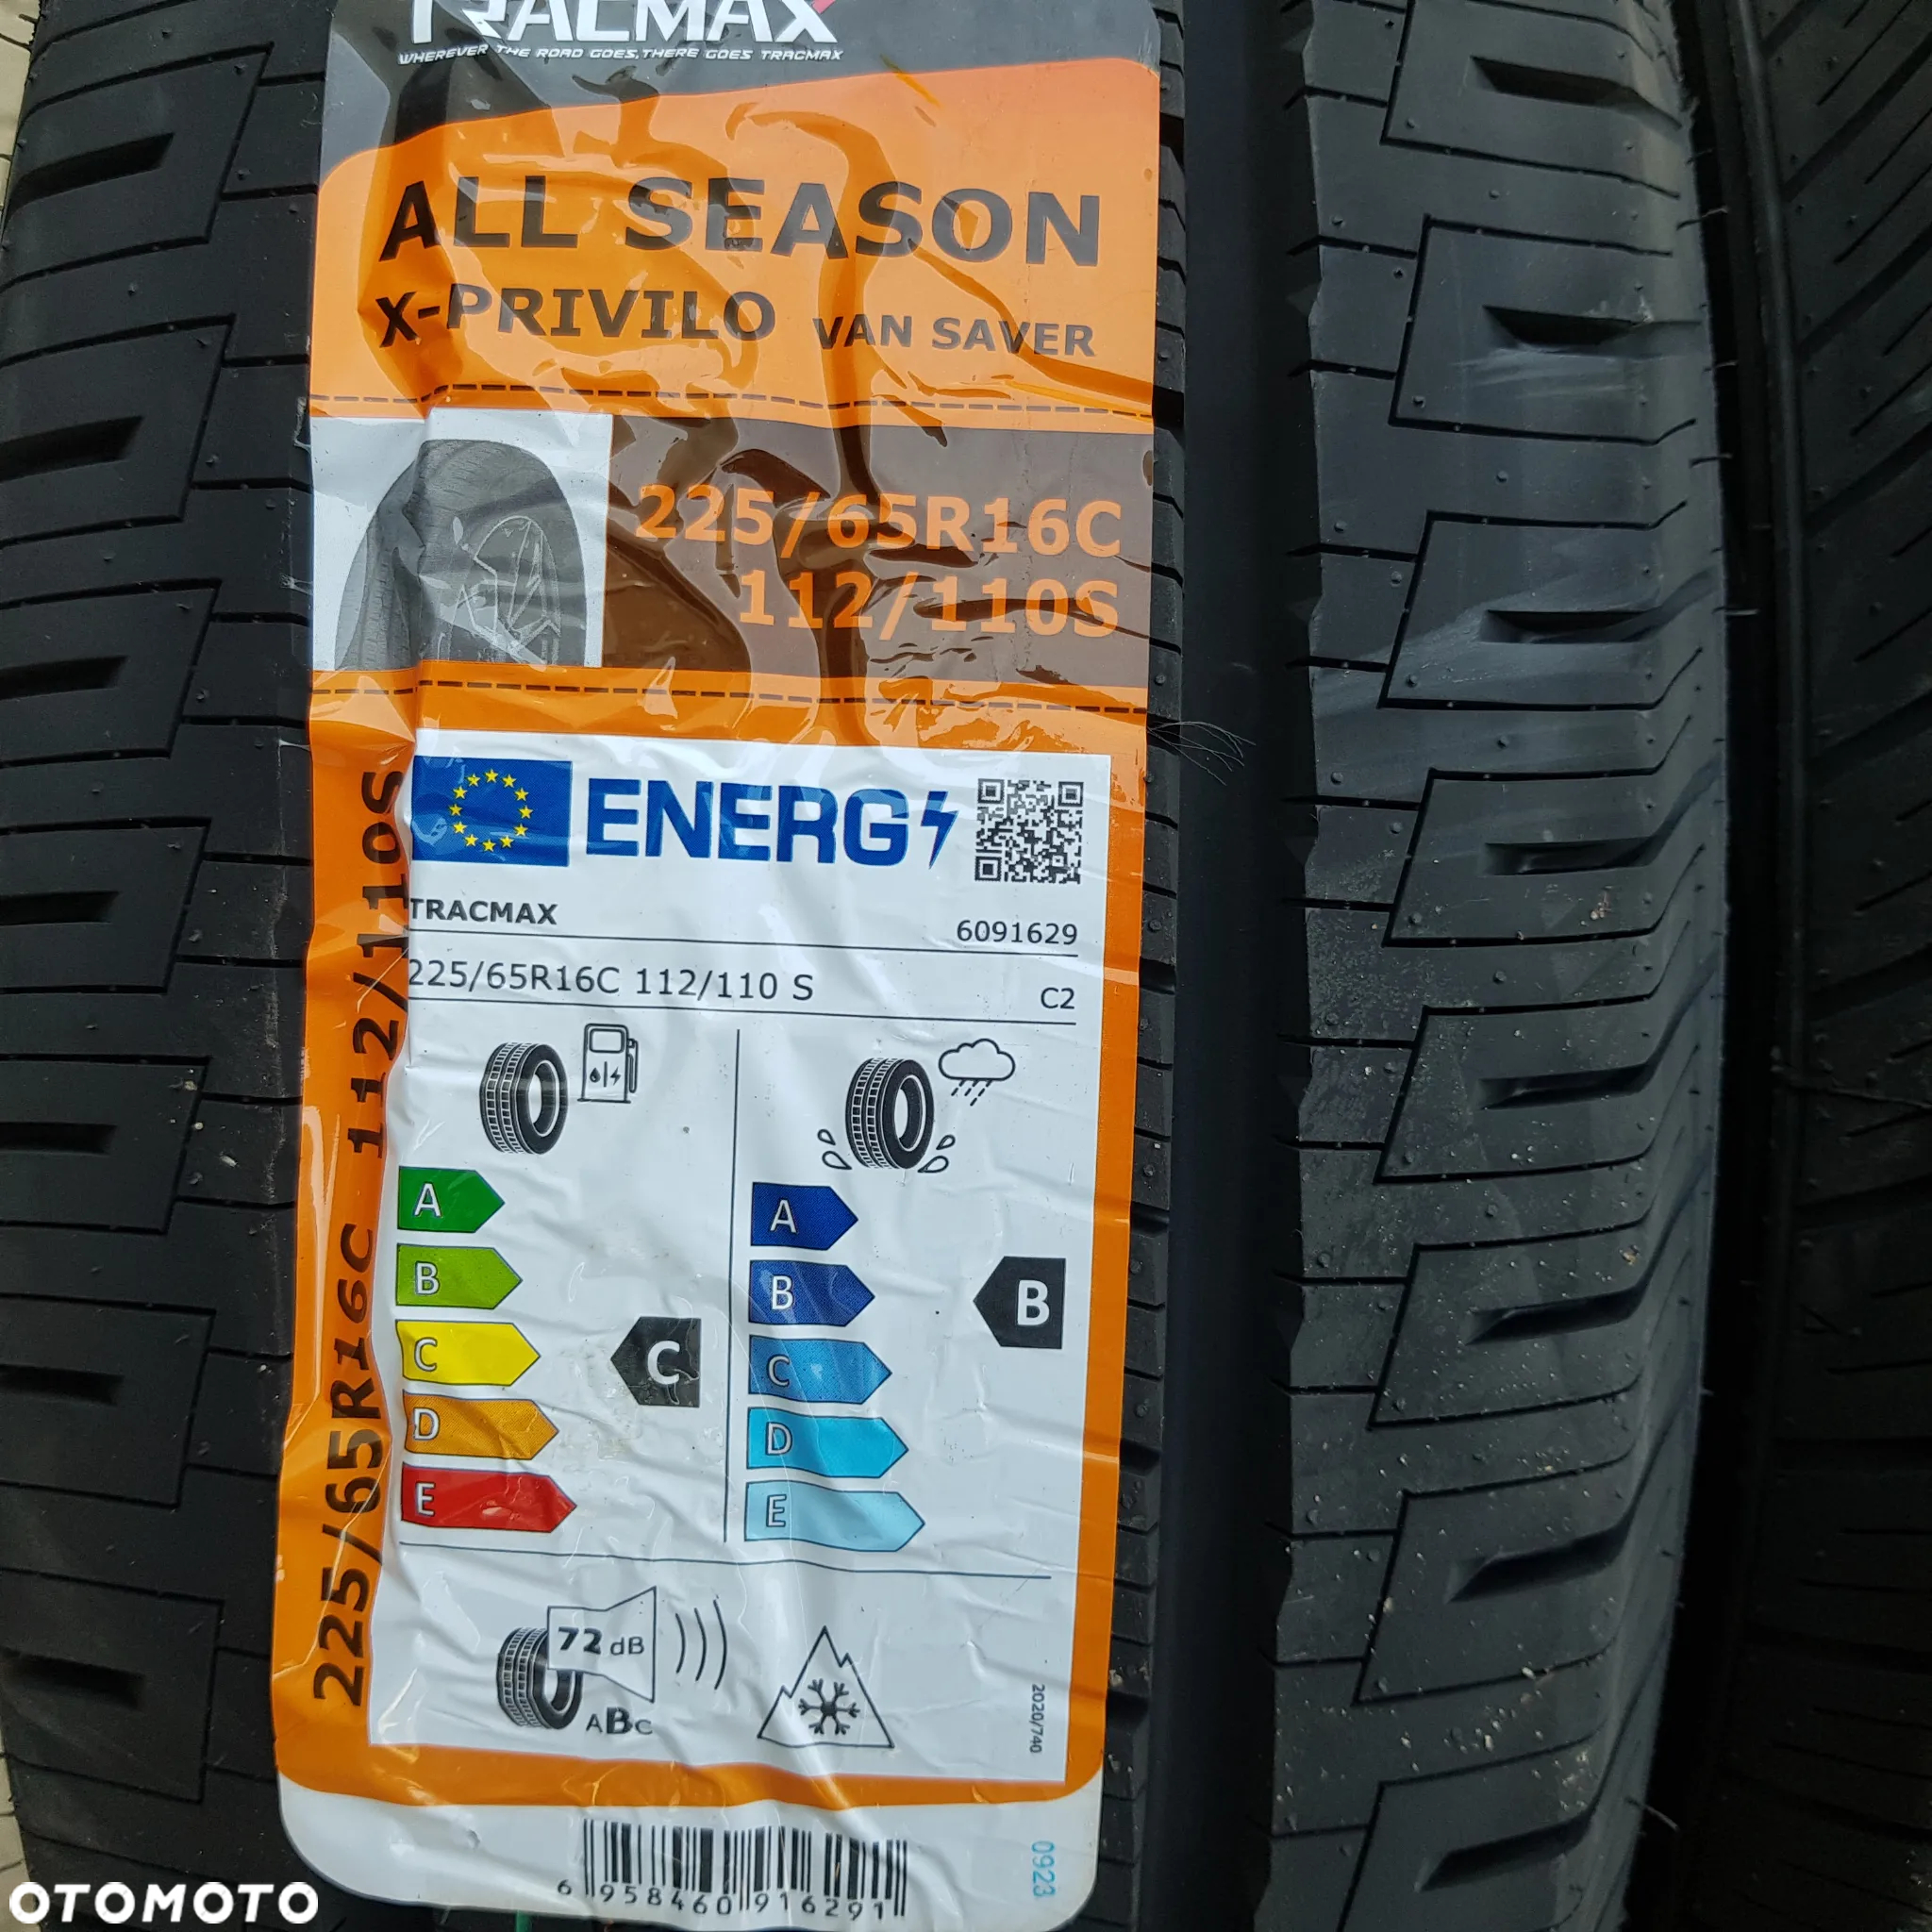 TRACMAX
WHEREVER THE ROAD GOES, THERE GOES TRACMAX
ALL SEASON
X-PRIVILO VAN SAVER
225/65R16C
112/110S
225/65R16C 112/110S
ENERG
TRACMAX 6091629
225/65R16C 112/110 S C2
A A
B B B
C C C
D D
E E
72 dB
ABC
2020/740
0923
6 958460 916291
OTOMOTO